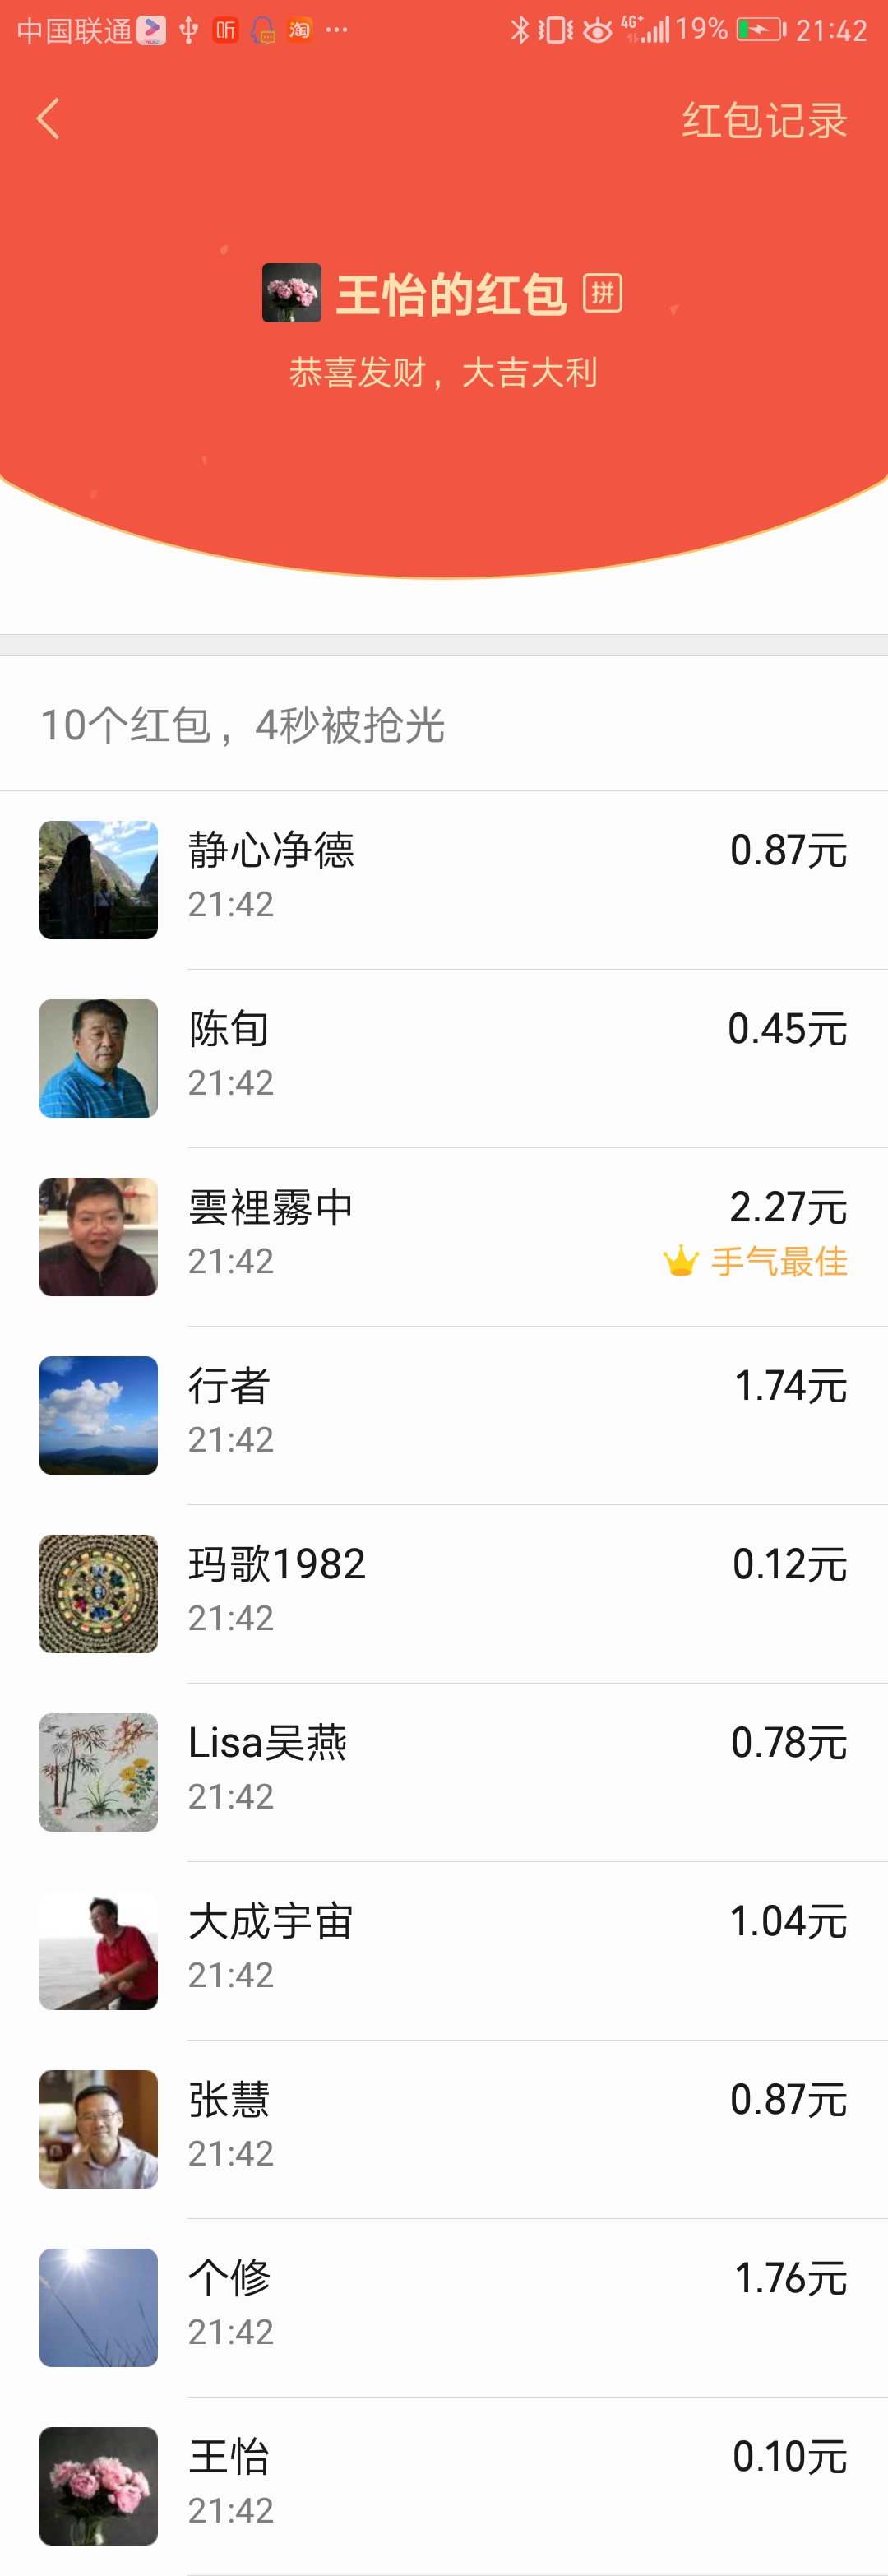 中国联通 听 淘 ··· 4G+ 19% 21:42
红包记录
王怡的红包 拼
恭喜发财，大吉大利
10个红包，4秒被抢光
静心净德 0.87元
21:42
陈旬 0.45元
21:42
雲裡霧中 2.27元
21:42 手气最佳
行者 1.74元
21:42
玛歌1982 0.12元
21:42
Lisa吴燕 0.78元
21:42
大成宇宙 1.04元
21:42
张慧 0.87元
21:42
个修 1.76元
21:42
王怡 0.10元
21:42